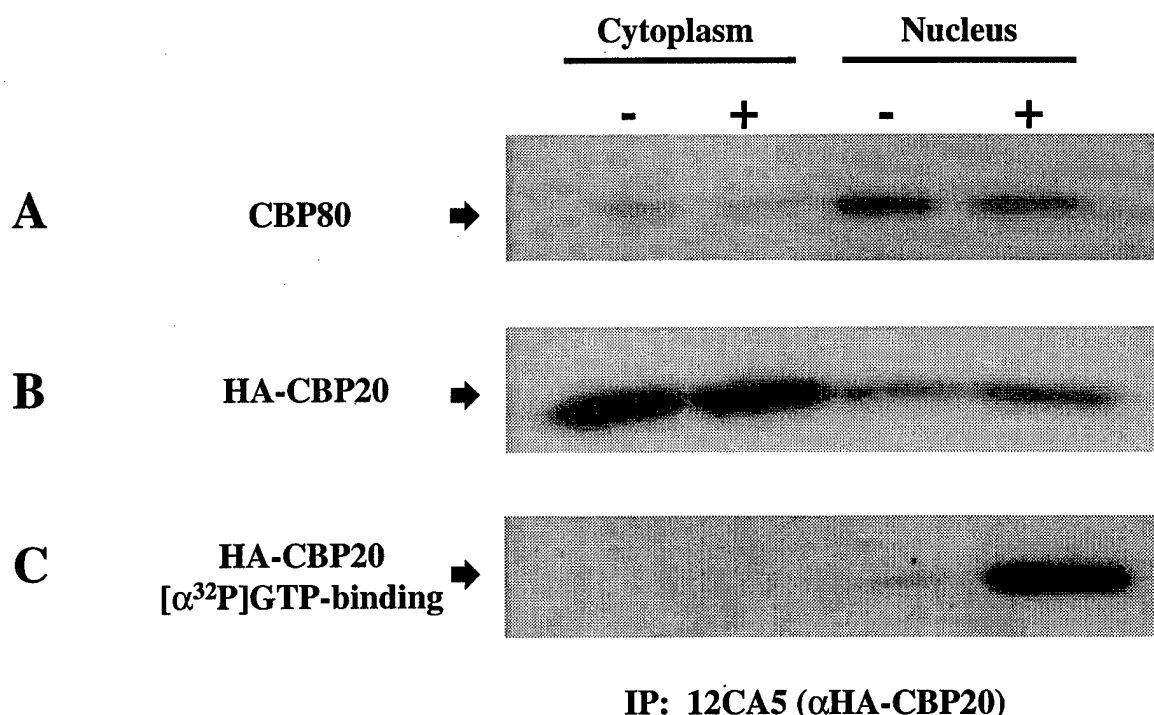 Cytoplasm Nucleus
- + - +
A CBP80
B HA-CBP20
C HA-CBP20
[α³²P]GTP-binding
IP: 12CA5 (αHA-CBP20)